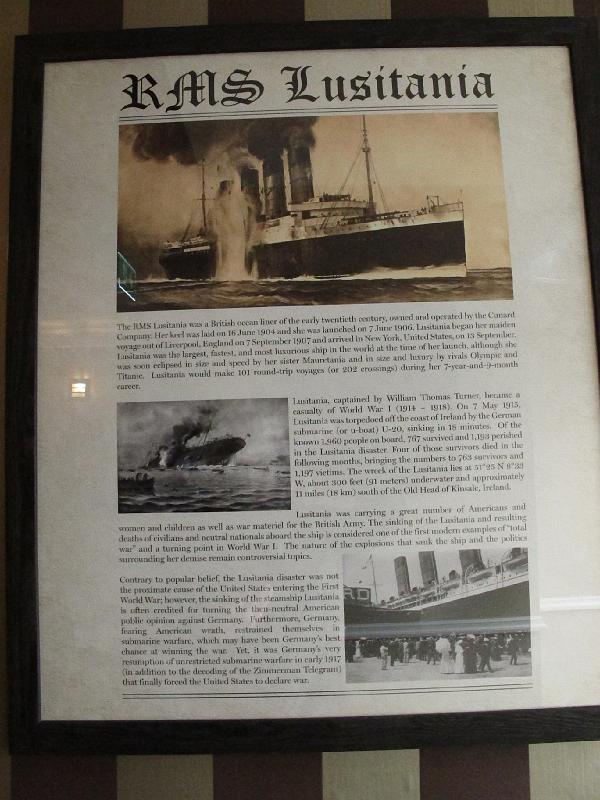 RMS Lusitania
The RMS Lusitania was a British ocean liner of the early twentieth century, owned and operated by the Cunard
Company. Her keel was laid on 16 June 1904 and she was launched on 7 June 1906. Lusitania began her maiden
voyage out of Liverpool, England on 7 September 1907 and arrived in New York, United States, on 13 September.
Lusitania was the largest, fastest, and most luxurious ship in the world at the time of her launch, although she
was soon eclipsed in size and speed by her sister Mauretania and in size and luxury by rivals Olympic and
Titanic. Lusitania would make 101 round-trip voyages (or 202 crossings) during her 7-year-and-9-month
career.
Lusitania, captained by William Thomas Turner, became a
casualty of World War I (1914 – 1918). On 7 May 1915,
Lusitania was torpedoed off the coast of Ireland by the German
submarine (or u-boat) U-20, sinking in 18 minutes. Of the
known 1,960 people on board, 767 survived and 1,193 perished
in the Lusitania disaster. Four of those survivors died in the
following months, bringing the numbers to 763 survivors and
1,197 victims. The wreck of the Lusitania lies at 51°25 N 8°33
W, about 300 feet (91 meters) underwater and approximately
11 miles (18 km) south of the Old Head of Kinsale, Ireland.
Lusitania was carrying a great number of Americans and
women and children as well as war materiel for the British Army. The sinking of the Lusitania and resulting
deaths of civilians and neutral nationals aboard the ship is considered one of the first modern examples of "total
war" and a turning point in World War I. The nature of the explosions that sank the ship and the politics
surrounding her demise remain controversial topics.
Contrary to popular belief, the Lusitania disaster was not
the proximate cause of the United States entering the First
World War; however, the sinking of the steamship Lusitania
is often credited for turning the then-neutral American
public opinion against Germany. Furthermore, Germany,
fearing American wrath, restrained themselves in
submarine warfare, which may have been Germany's best
chance at winning the war. Yet, it was Germany's very
resumption of unrestricted submarine warfare in early 1917
(in addition to the decoding of the Zimmerman Telegram)
that finally forced the United States to declare war.
RD